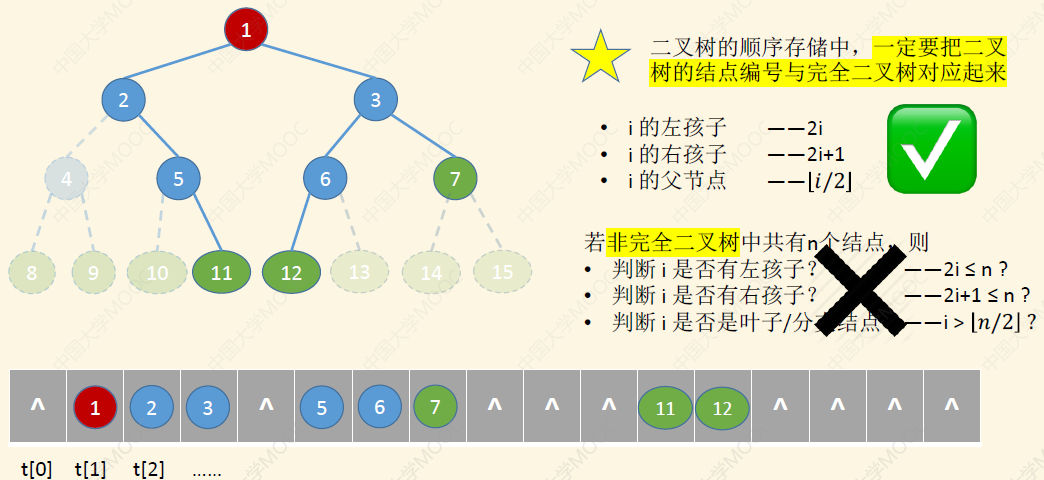 1
二叉树的顺序存储中，一定要把二叉
树的结点编号与完全二叉树对应起来
2
3
• i 的左孩子 ——2i
• i 的右孩子 ——2i+1
• i 的父节点 ——⌊i/2⌋
4
5
6
7
若非完全二叉树中共有n个结点，则
• 判断 i 是否有左孩子？ ——2i ≤ n ?
• 判断 i 是否有右孩子？ ——2i+1 ≤ n ?
• 判断 i 是否是叶子/分支结点 ——i > ⌊n/2⌋ ?
8
9
10
11
12
13
14
15
^ 1 2 3 ^ 5 6 7 ^ ^ ^ 11 12 ^ ^ ^ ^
t[0] t[1] t[2] ……
中国大学MOOC